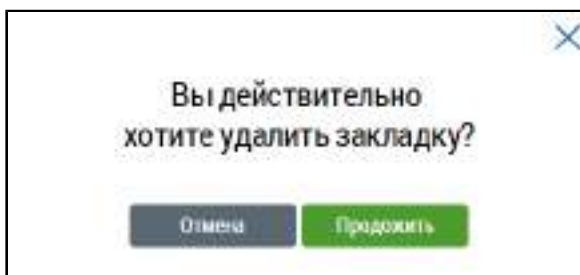 Вы действительно
хотите удалить закладку?
Отмена
Продолжить